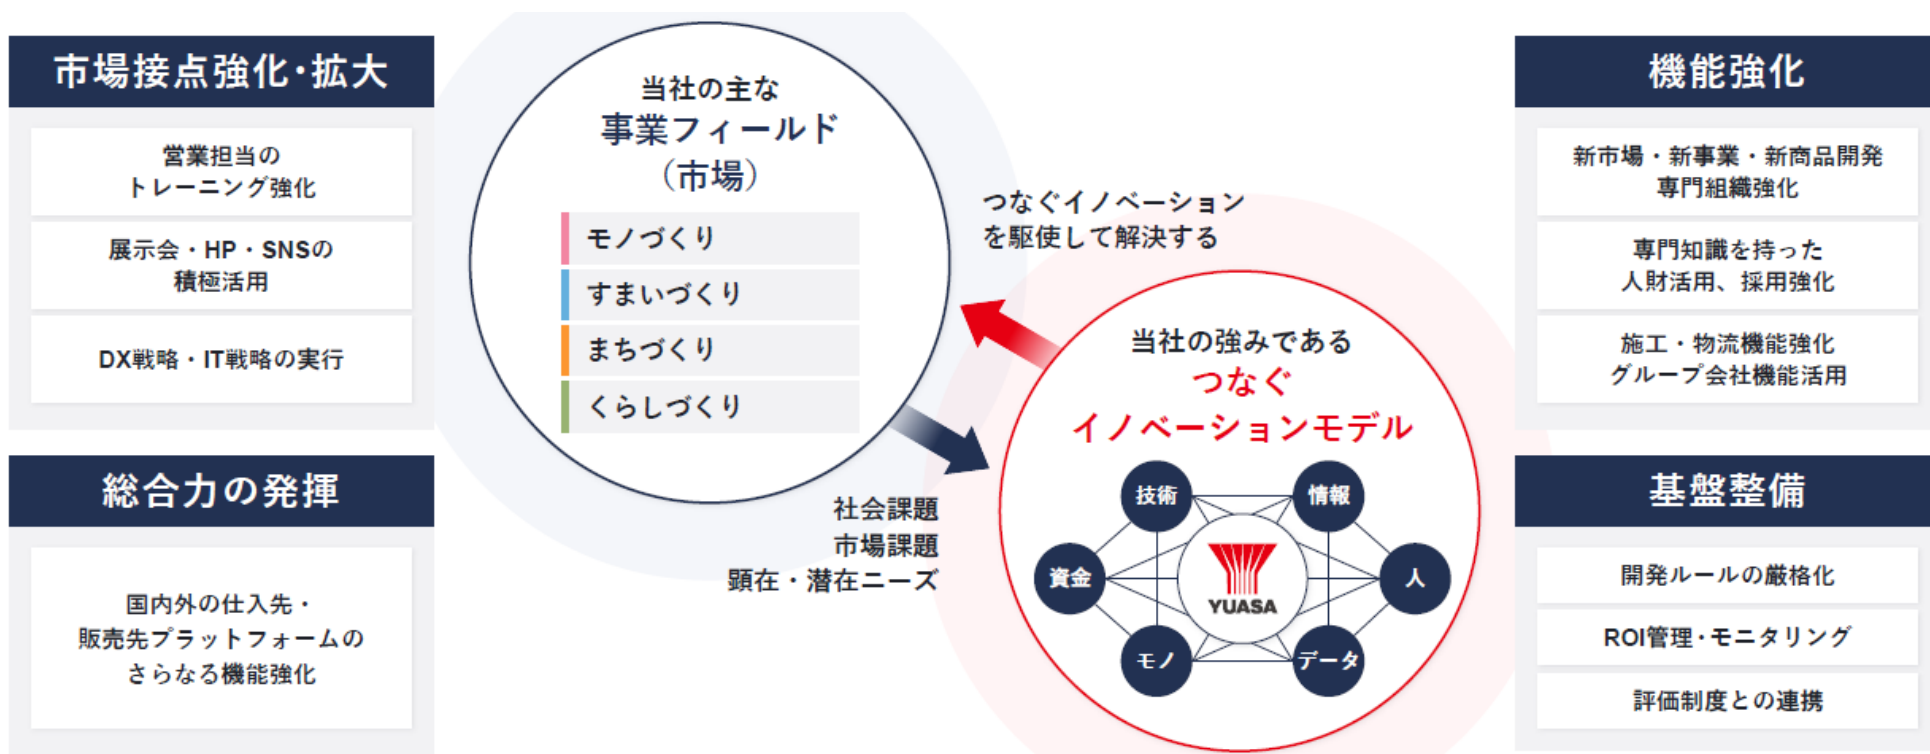 市場接点強化・拡大
営業担当の
トレーニング強化
展示会・HP・SNSの
積極活用
DX戦略・IT戦略の実行
総合力の発揮
国内外の仕入先・
販売先プラットフォームの
さらなる機能強化
当社の主な
事業フィールド
（市場）
モノづくり
すまいづくり
まちづくり
くらしづくり
つなぐイノベーション
を駆使して解決する
社会課題
市場課題
顕在・潜在ニーズ
当社の強みである
つなぐ
イノベーションモデル
技術
情報
資金
YUASA
人
モノ
データ
機能強化
新市場・新事業・新商品開発
専門組織強化
専門知識を持った
人財活用、採用強化
施工・物流機能強化
グループ会社機能活用
基盤整備
開発ルールの厳格化
ROI管理・モニタリング
評価制度との連携